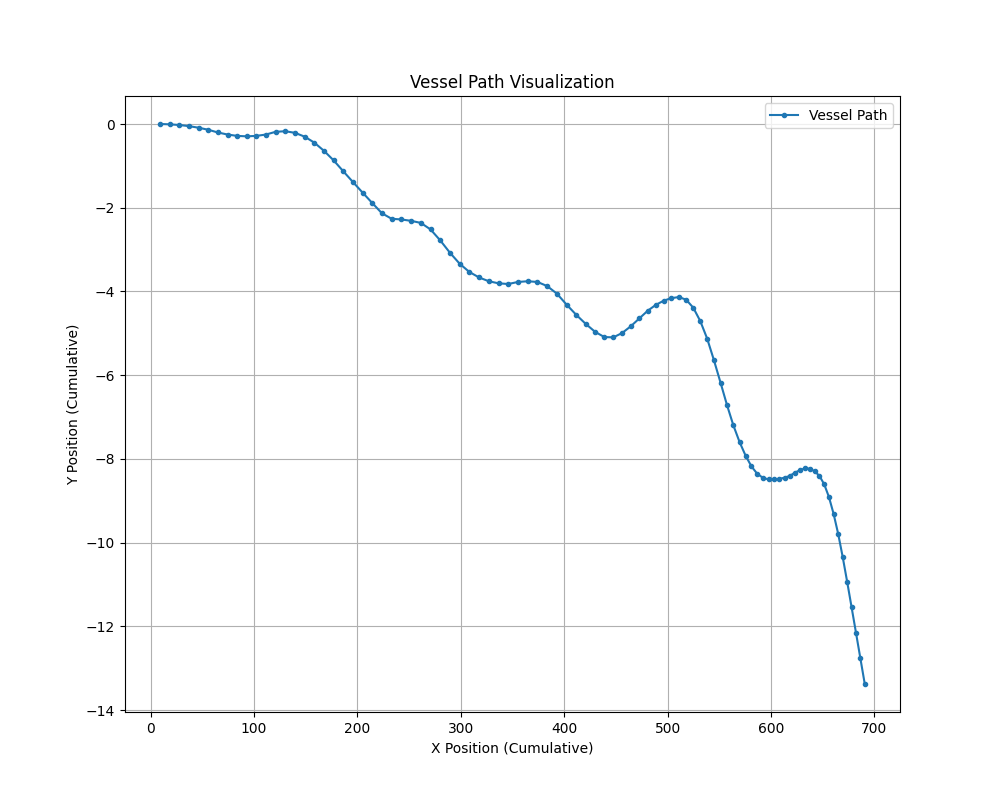 Vessel Path Visualization
Vessel Path
Y Position (Cumulative)
0
−2
−4
−6
−8
−10
−12
−14
0 100 200 300 400 500 600 700
X Position (Cumulative)